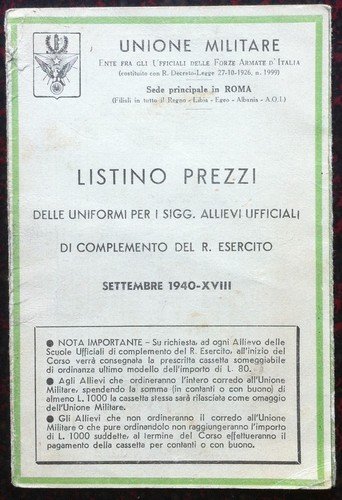 UNIONE MILITARE
ENTE FRA GLI UFFICIALI DELLE FORZE ARMATE D'ITALIA
(costituito con R. Decreto-Legge 27-10-1926, n. 1999)
Sede principale in ROMA
(Filiali in tutto il Regno - Libia - Egeo - Albania - A.O.I.)
LISTINO PREZZI
DELLE UNIFORMI PER I SIGG. ALLIEVI UFFICIALI
DI COMPLEMENTO DEL R. ESERCITO
SETTEMBRE 1940-XVIII
● NOTA IMPORTANTE - Su richiesta, ad ogni Allievo delle
Scuole Ufficiali di complemento del R. Esercito, all'inizio del
Corso verrà consegnata la prescritta cassetta someggiabile
di ordinanza ultimo modello dell'importo di L. 80.
● Agli Allievi che ordineranno l'intero corredo all'Unione
Militare, spendendo la somma (in contanti o con buono) di
almeno L. 1000 la cassetta stessa sarà rilasciata come omaggio
dell'Unione Militare.
● Gli Allievi che non ordineranno il corredo all'Unione
Militare o che pure ordinandolo non raggiungeranno l'importo
di L. 1000 suddette, al termine del Corso effettueranno il
pagamento della cassetta per contanti o con buono.